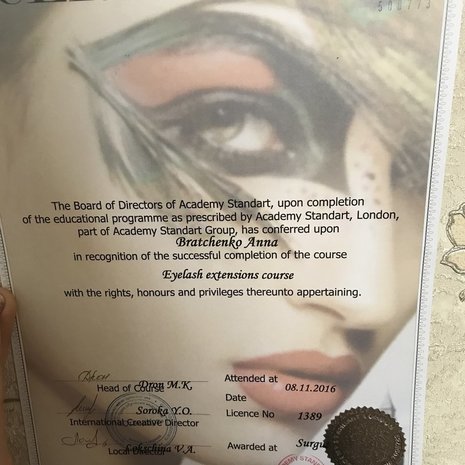 500773
The Board of Directors of Academy Standart, upon completion
of the educational programme as prescribed by Academy Standart, London,
part of Academy Standart Group, has conferred upon
Bratchenko Anna
in recognition of the successful completion of the course
Eyelash extensions course
with the rights, honours and privileges thereunto appertaining.
Dron M.K.
Head of Course
Attended at
08.11.2016
Date
Soroka Y.O.
International Creative Director
Licence No 1389
V.A.
Local Director
Awarded at Surgu